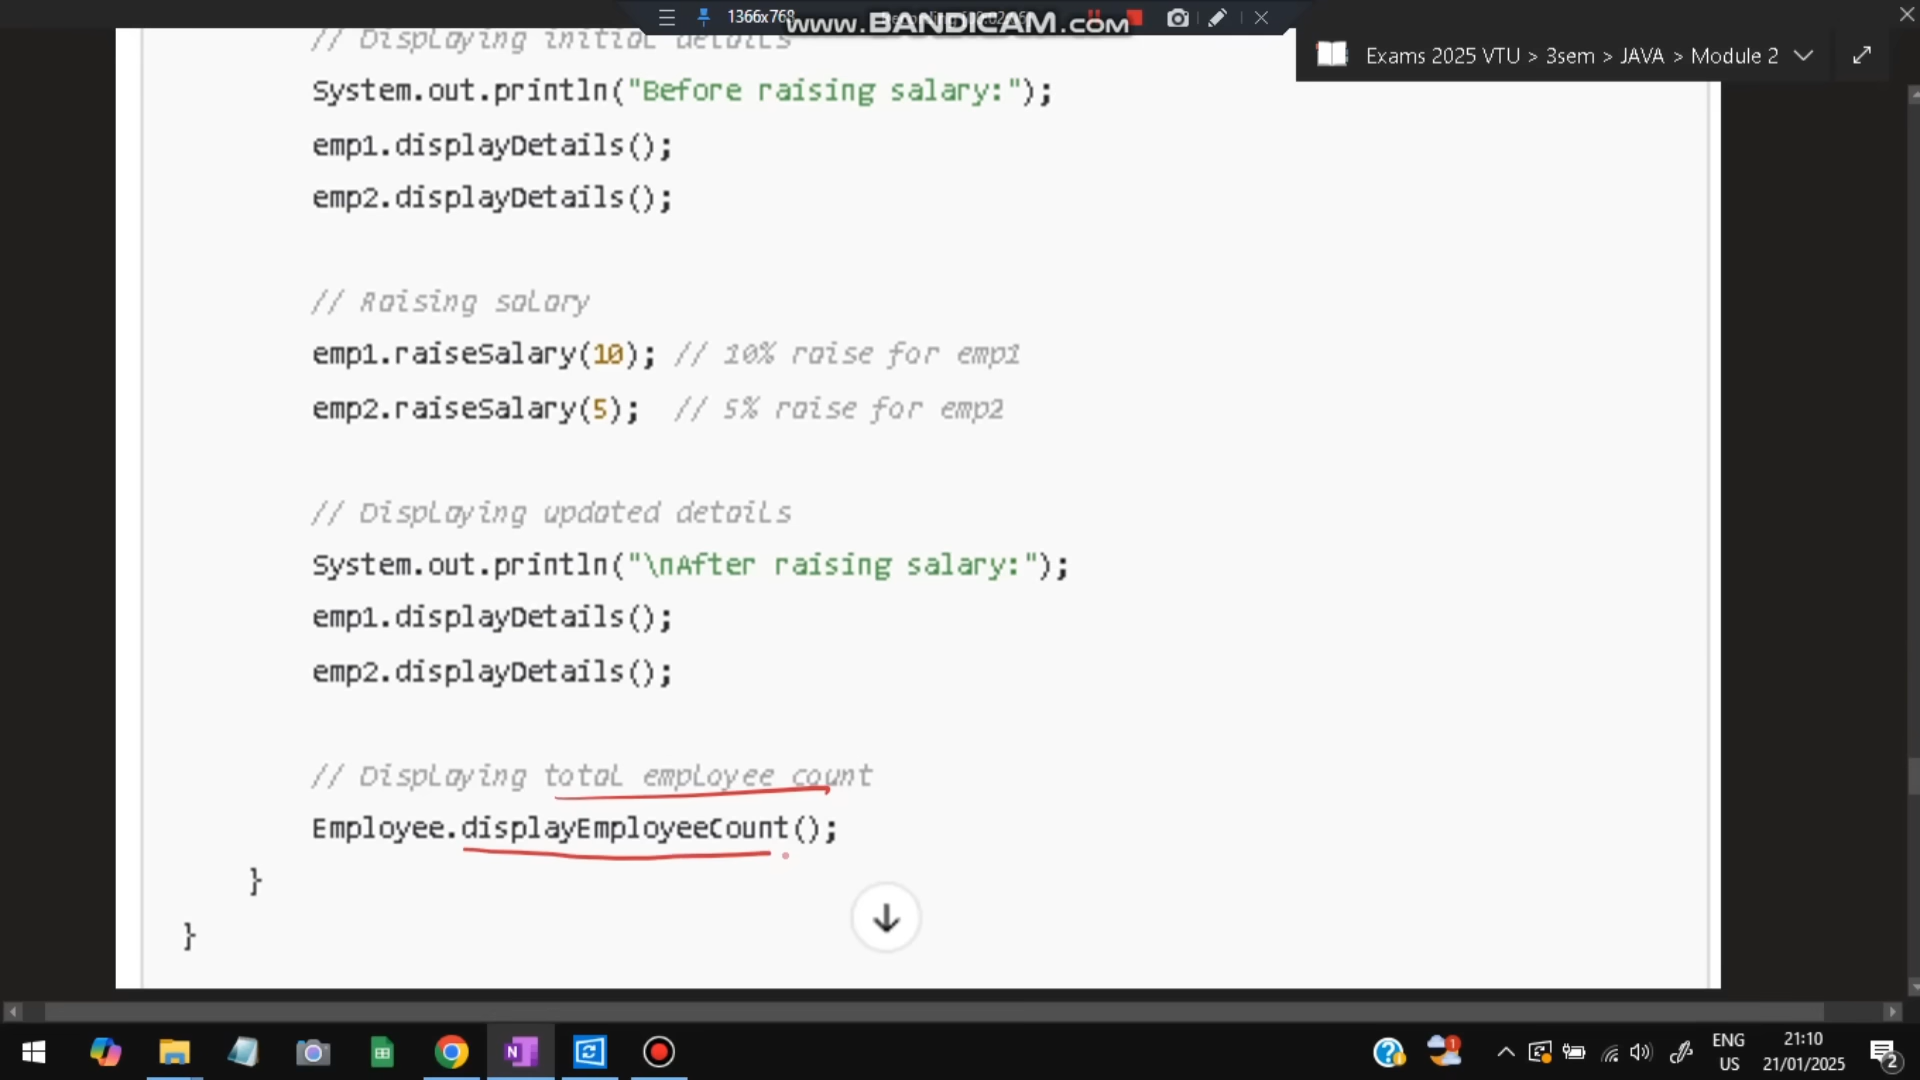 1366x768
www.BANDICAM.com
// Displaying initial details
Exams 2025 VTU > 3sem > JAVA > Module 2
System.out.println("Before raising salary:");
emp1.displayDetails();
emp2.displayDetails();
// Raising salary
emp1.raiseSalary(10); // 10% raise for emp1
emp2.raiseSalary(5);  // 5% raise for emp2
// Displaying updated details
System.out.println("\nAfter raising salary:");
emp1.displayDetails();
emp2.displayDetails();
// Displaying total employee count
Employee.displayEmployeeCount();
}
}
ENG
US
21:10
21/01/2025
1
2